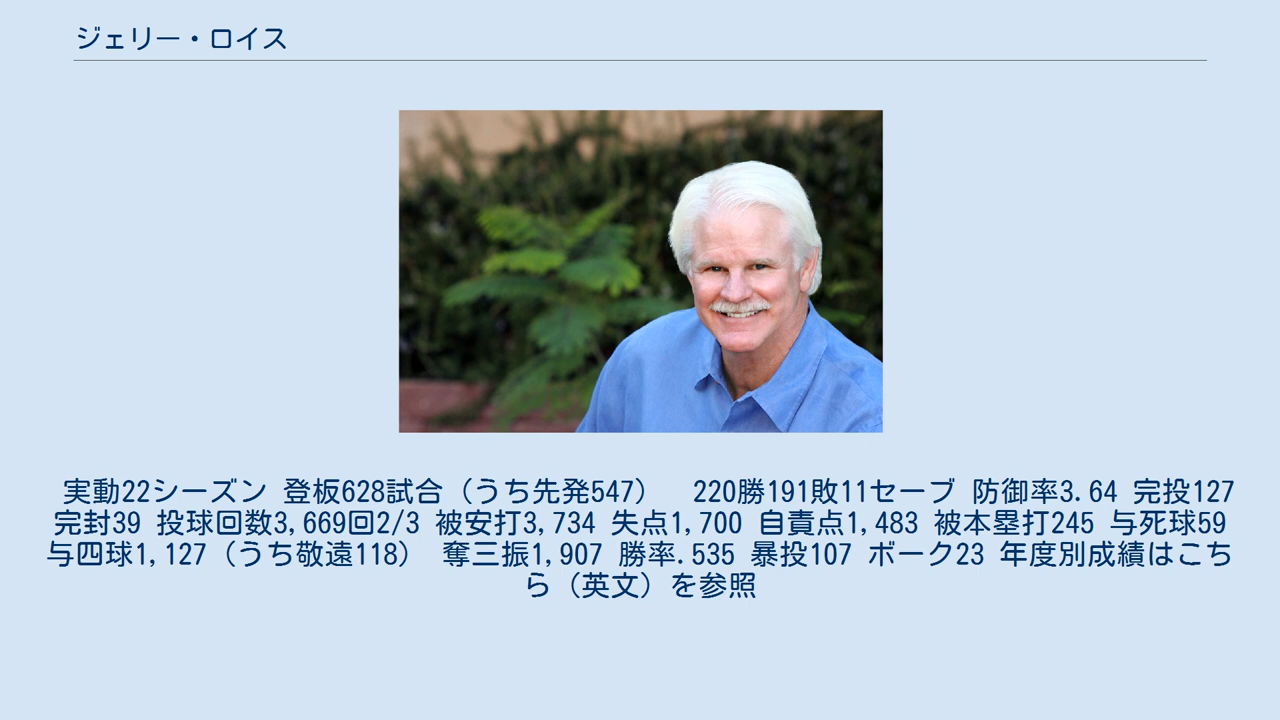 ジェリー・ロイス
実動22シーズン 登板628試合（うち先発547）　220勝191敗11セーブ 防御率3.64 完投127
完封39 投球回数3,669回2/3 被安打3,734 失点1,700 自責点1,483 被本塁打245 与死球59
与四球1,127（うち敬遠118） 奪三振1,907 勝率.535 暴投107 ボーク23 年度別成績はこち
ら（英文）を参照